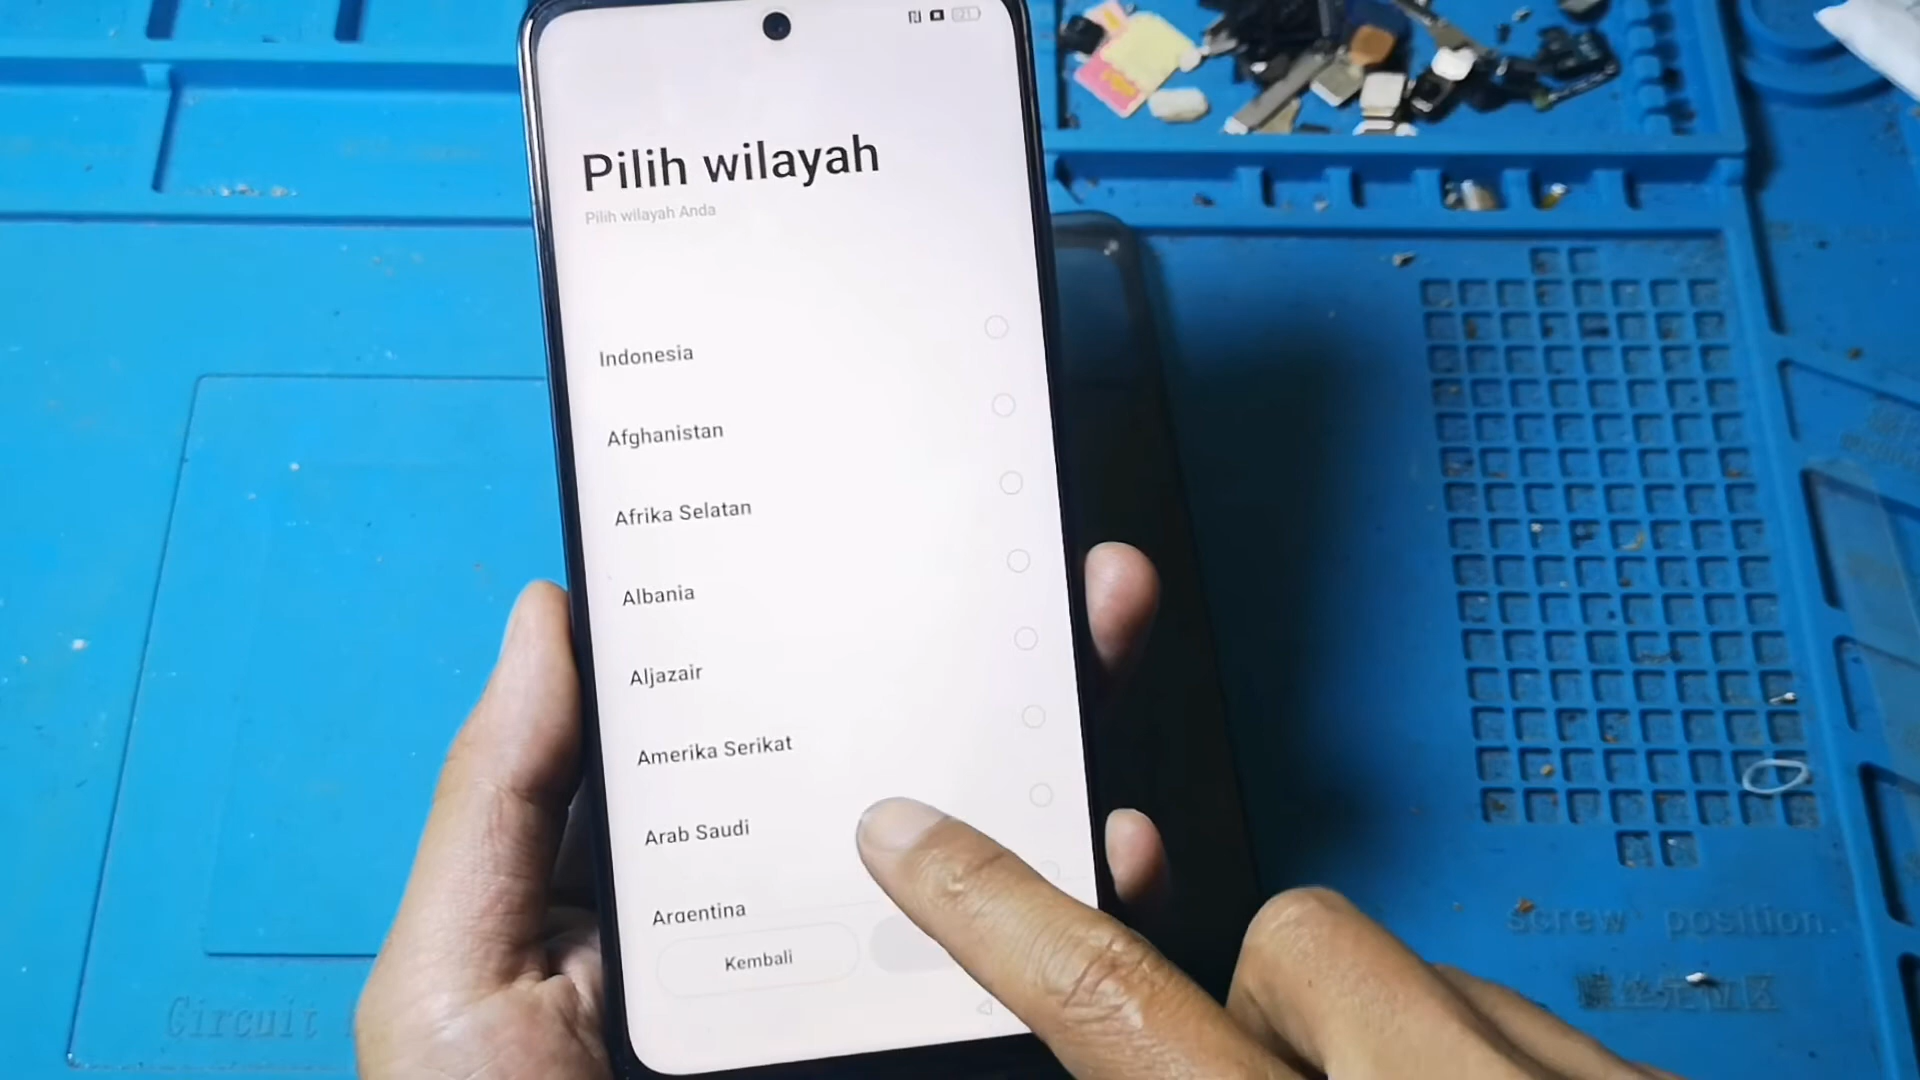 Pilih wilayah
Pilih wilayah Anda
Indonesia
Afghanistan
Afrika Selatan
Albania
Aljazair
Amerika Serikat
Arab Saudi
Argentina
Kembali
screw position
Circuit